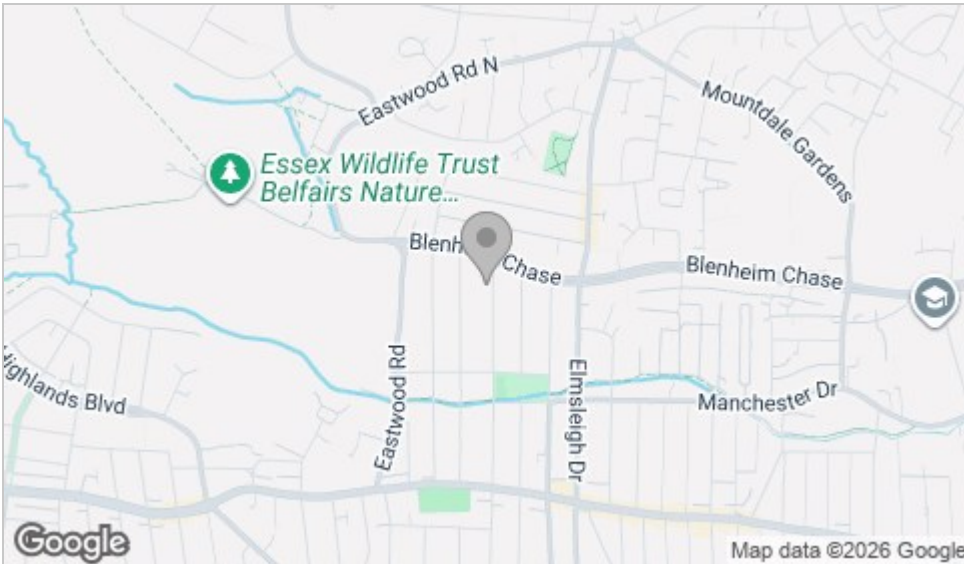 Eastwood Rd N
Mountdale Gardens
Essex Wildlife Trust
Belfairs Nature...
Blenh
Chase
Blenheim Chase
Highlands Blvd
Eastwood Rd
Elmsleigh Dr
Manchester Dr
Google
Map data ©2026 Google